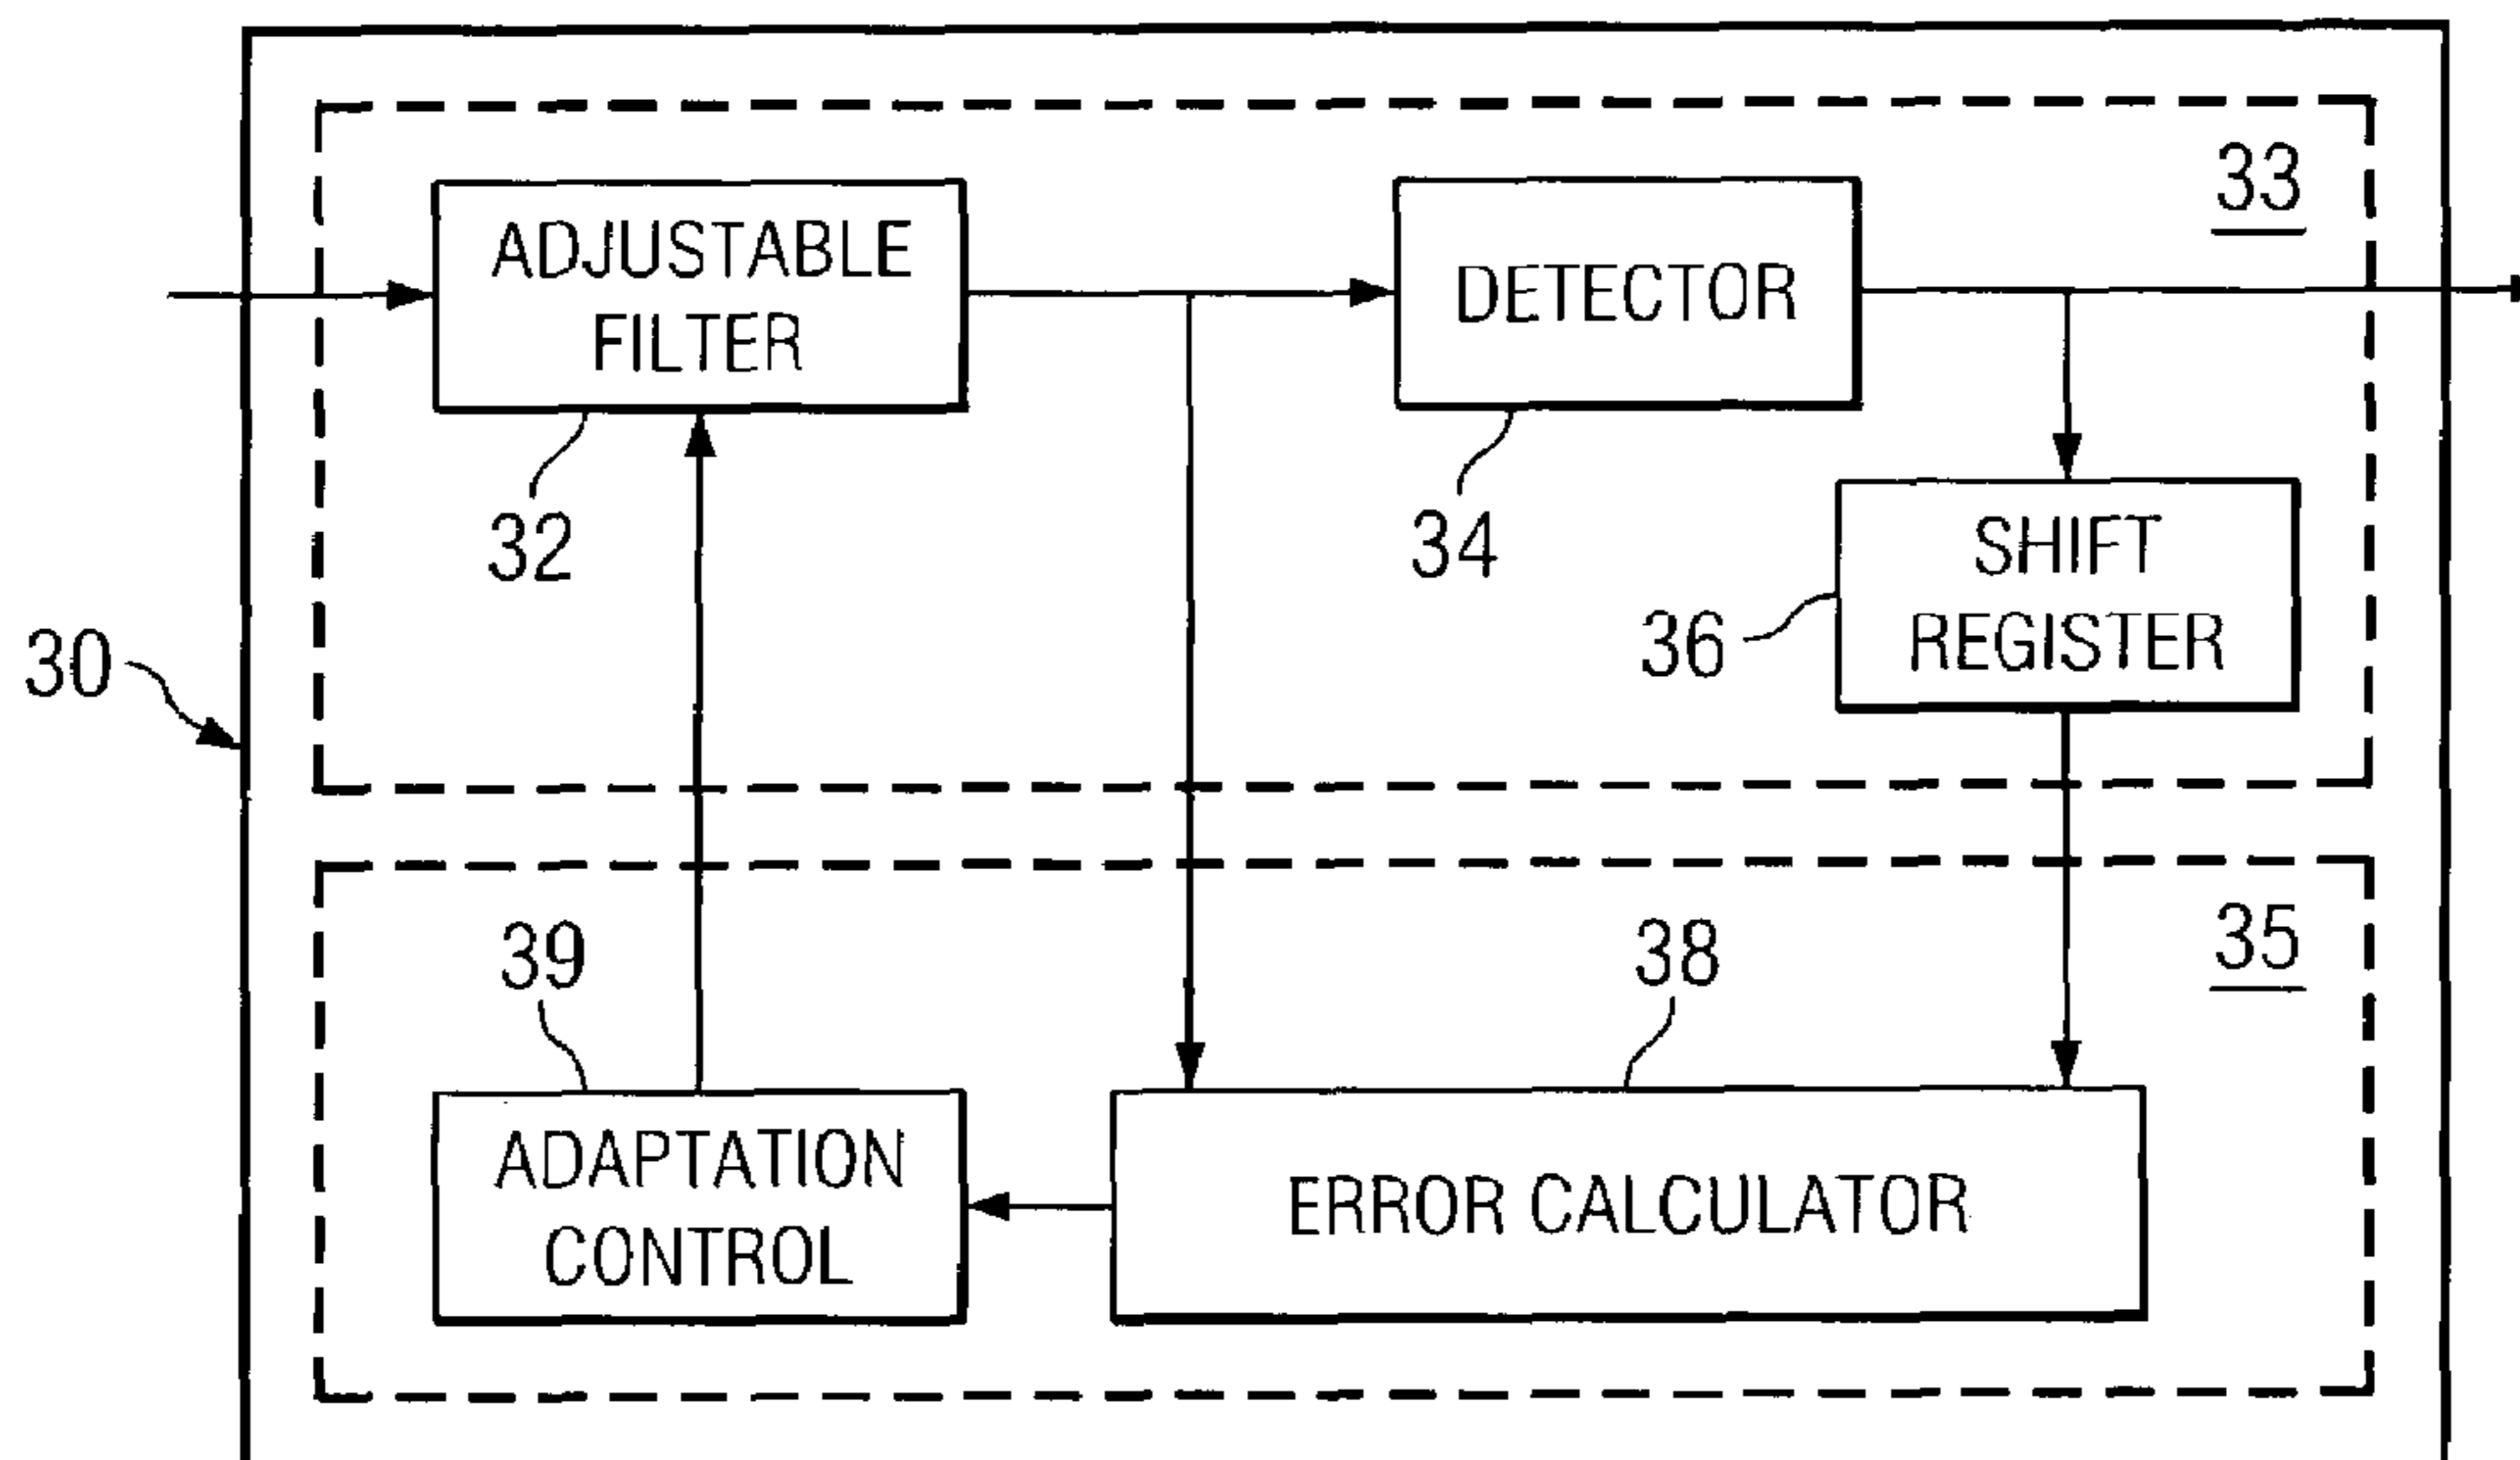 33
ADJUSTABLE
FILTER
DETECTOR
32
34
SHIFT
REGISTER
36
30
35
39
38
ADAPTATION
CONTROL
ERROR CALCULATOR